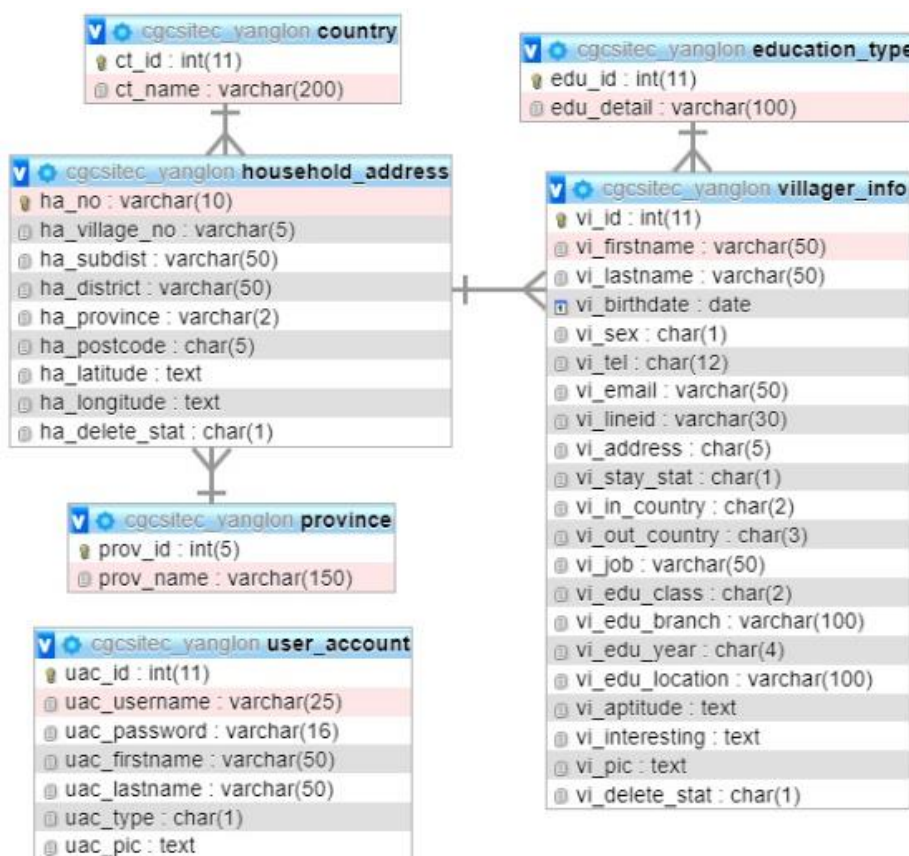 cgcsitec_yanglon country
ct_id : int(11)
ct_name : varchar(200)
cgcsitec_yanglon education_type
edu_id : int(11)
edu_detail : varchar(100)
cgcsitec_yanglon household_address
ha_no : varchar(10)
ha_village_no : varchar(5)
ha_subdist : varchar(50)
ha_district : varchar(50)
ha_province : varchar(2)
ha_postcode : char(5)
ha_latitude : text
ha_longitude : text
ha_delete_stat : char(1)
cgcsitec_yanglon villager_info
vi_id : int(11)
vi_firstname : varchar(50)
vi_lastname : varchar(50)
vi_birthdate : date
vi_sex : char(1)
vi_tel : char(12)
vi_email : varchar(50)
vi_lineid : varchar(30)
vi_address : char(5)
vi_stay_stat : char(1)
vi_in_country : char(2)
vi_out_country : char(3)
vi_job : varchar(50)
vi_edu_class : char(2)
vi_edu_branch : varchar(100)
vi_edu_year : char(4)
vi_edu_location : varchar(100)
vi_aptitude : text
vi_interesting : text
vi_pic : text
vi_delete_stat : char(1)
cgcsitec_yanglon province
prov_id : int(5)
prov_name : varchar(150)
cgcsitec_yanglon user_account
uac_id : int(11)
uac_username : varchar(25)
uac_password : varchar(16)
uac_firstname : varchar(50)
uac_lastname : varchar(50)
uac_type : char(1)
uac_pic : text